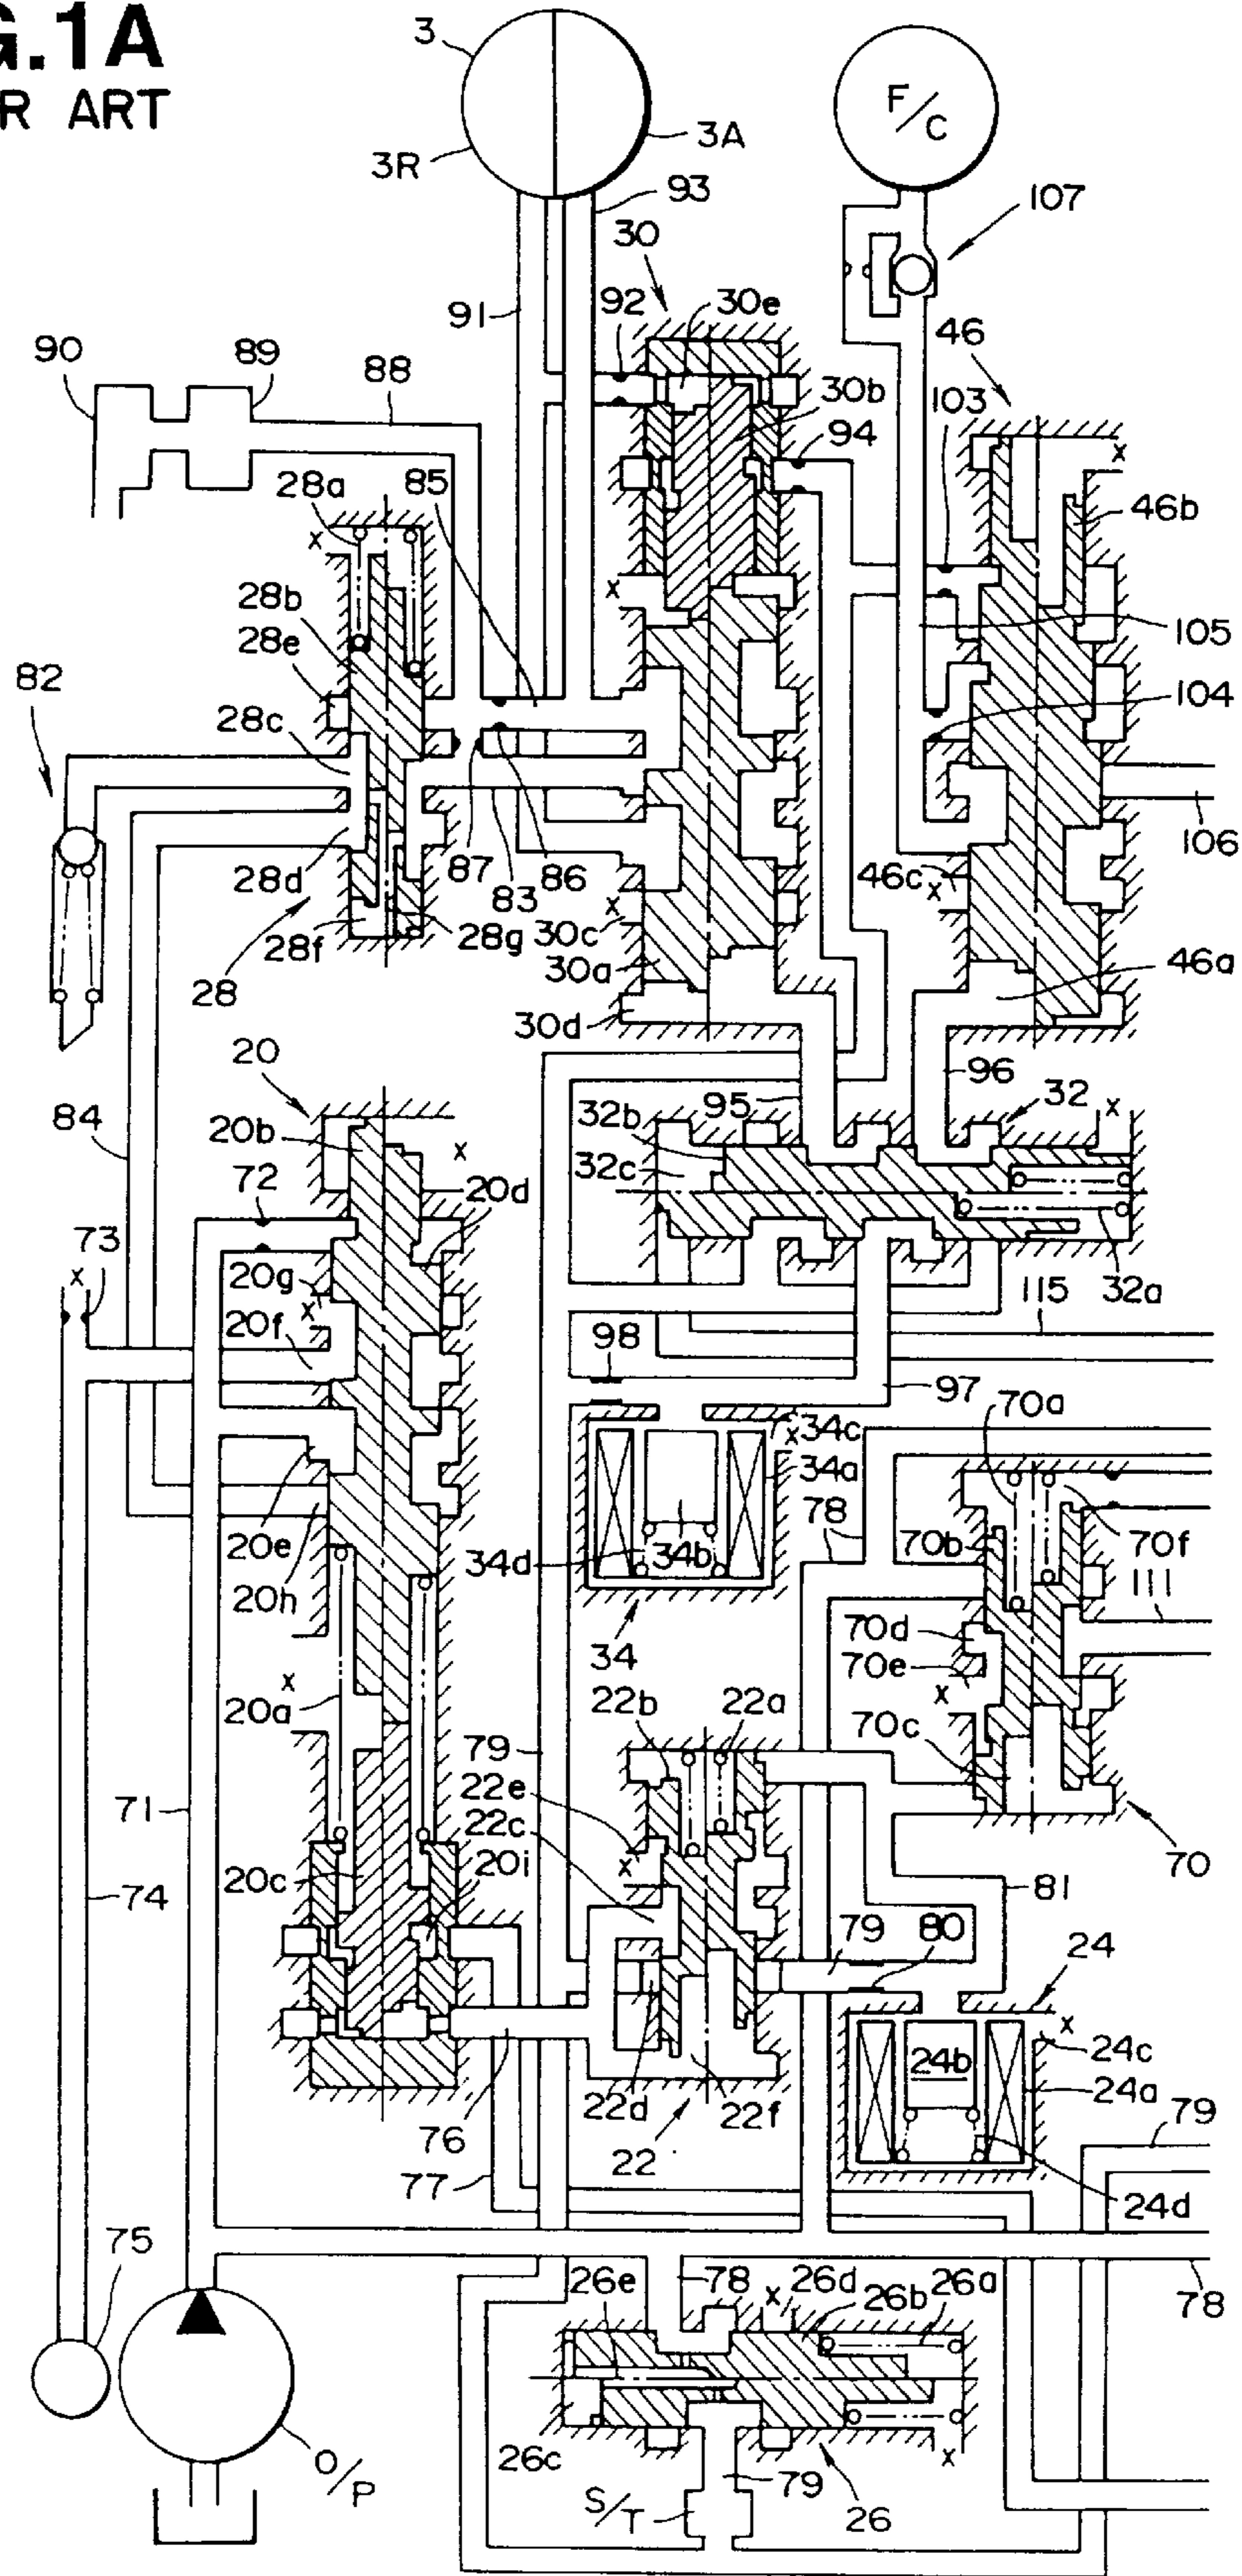 G.1A
R ART
3
F/C
3R
3A
93
107
30
91
92
30e
46
90
89
88
30b
103
94
x
28a
85
46b
x
28b
x
28e
105
82
28c
104
106
28d
87
86
83
46c
x
28f
28g
30c
x
30a
46a
28
30d
20
96
95
32
x
84
20b
32b
x
72
32c
20d
73
x
20g
x
115
32a
20f
98
97
70a
34c
x
34a
78
20e
34d
34b
70b
70f
20h
111
70d
34
70e
x
22b
22a
x
20a
70c
79
22e
71
22c
x
20i
70
20c
74
81
79
80
24
x
24b
24c
22d
22f
24a
76
79
22
77
24d
75
26e
78
x
26d
26b
26a
78
26c
O/P
x
79
S/T
26